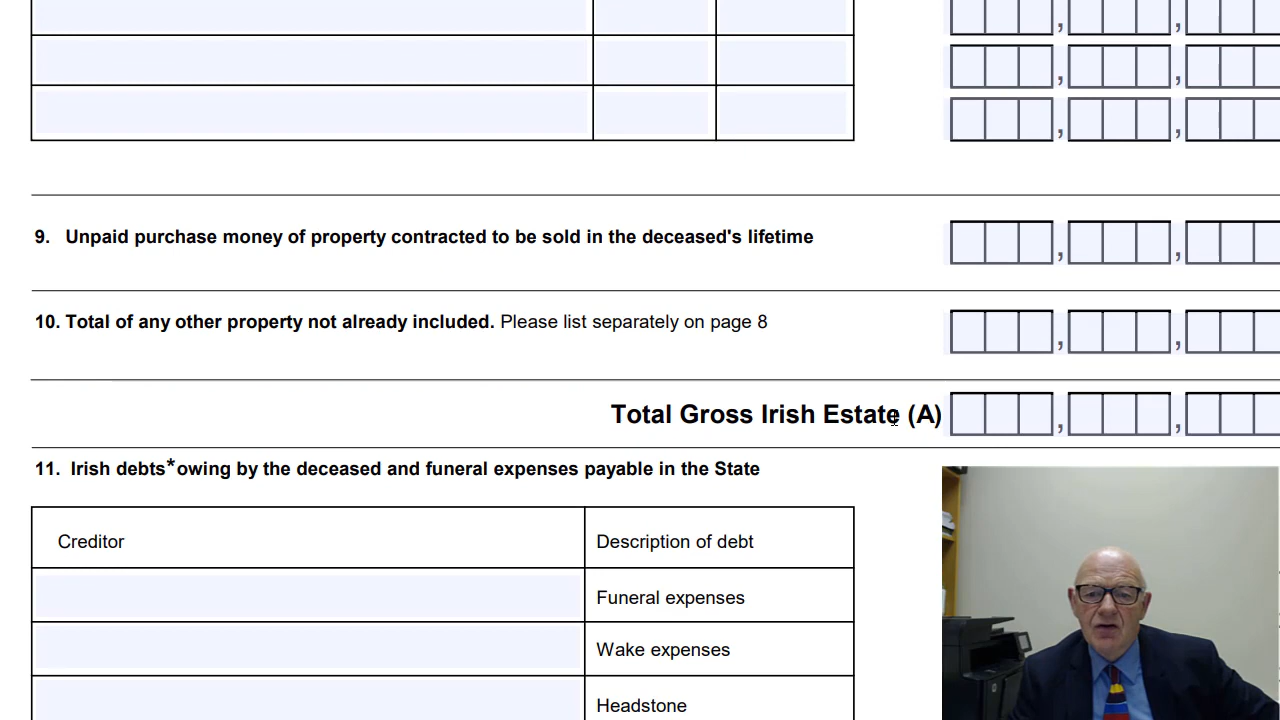 9. Unpaid purchase money of property contracted to be sold in the deceased's lifetime
10. Total of any other property not already included. Please list separately on page 8
Total Gross Irish Estate (A)
11. Irish debts*owing by the deceased and funeral expenses payable in the State
Creditor Description of debt
Funeral expenses
Wake expenses
Headstone